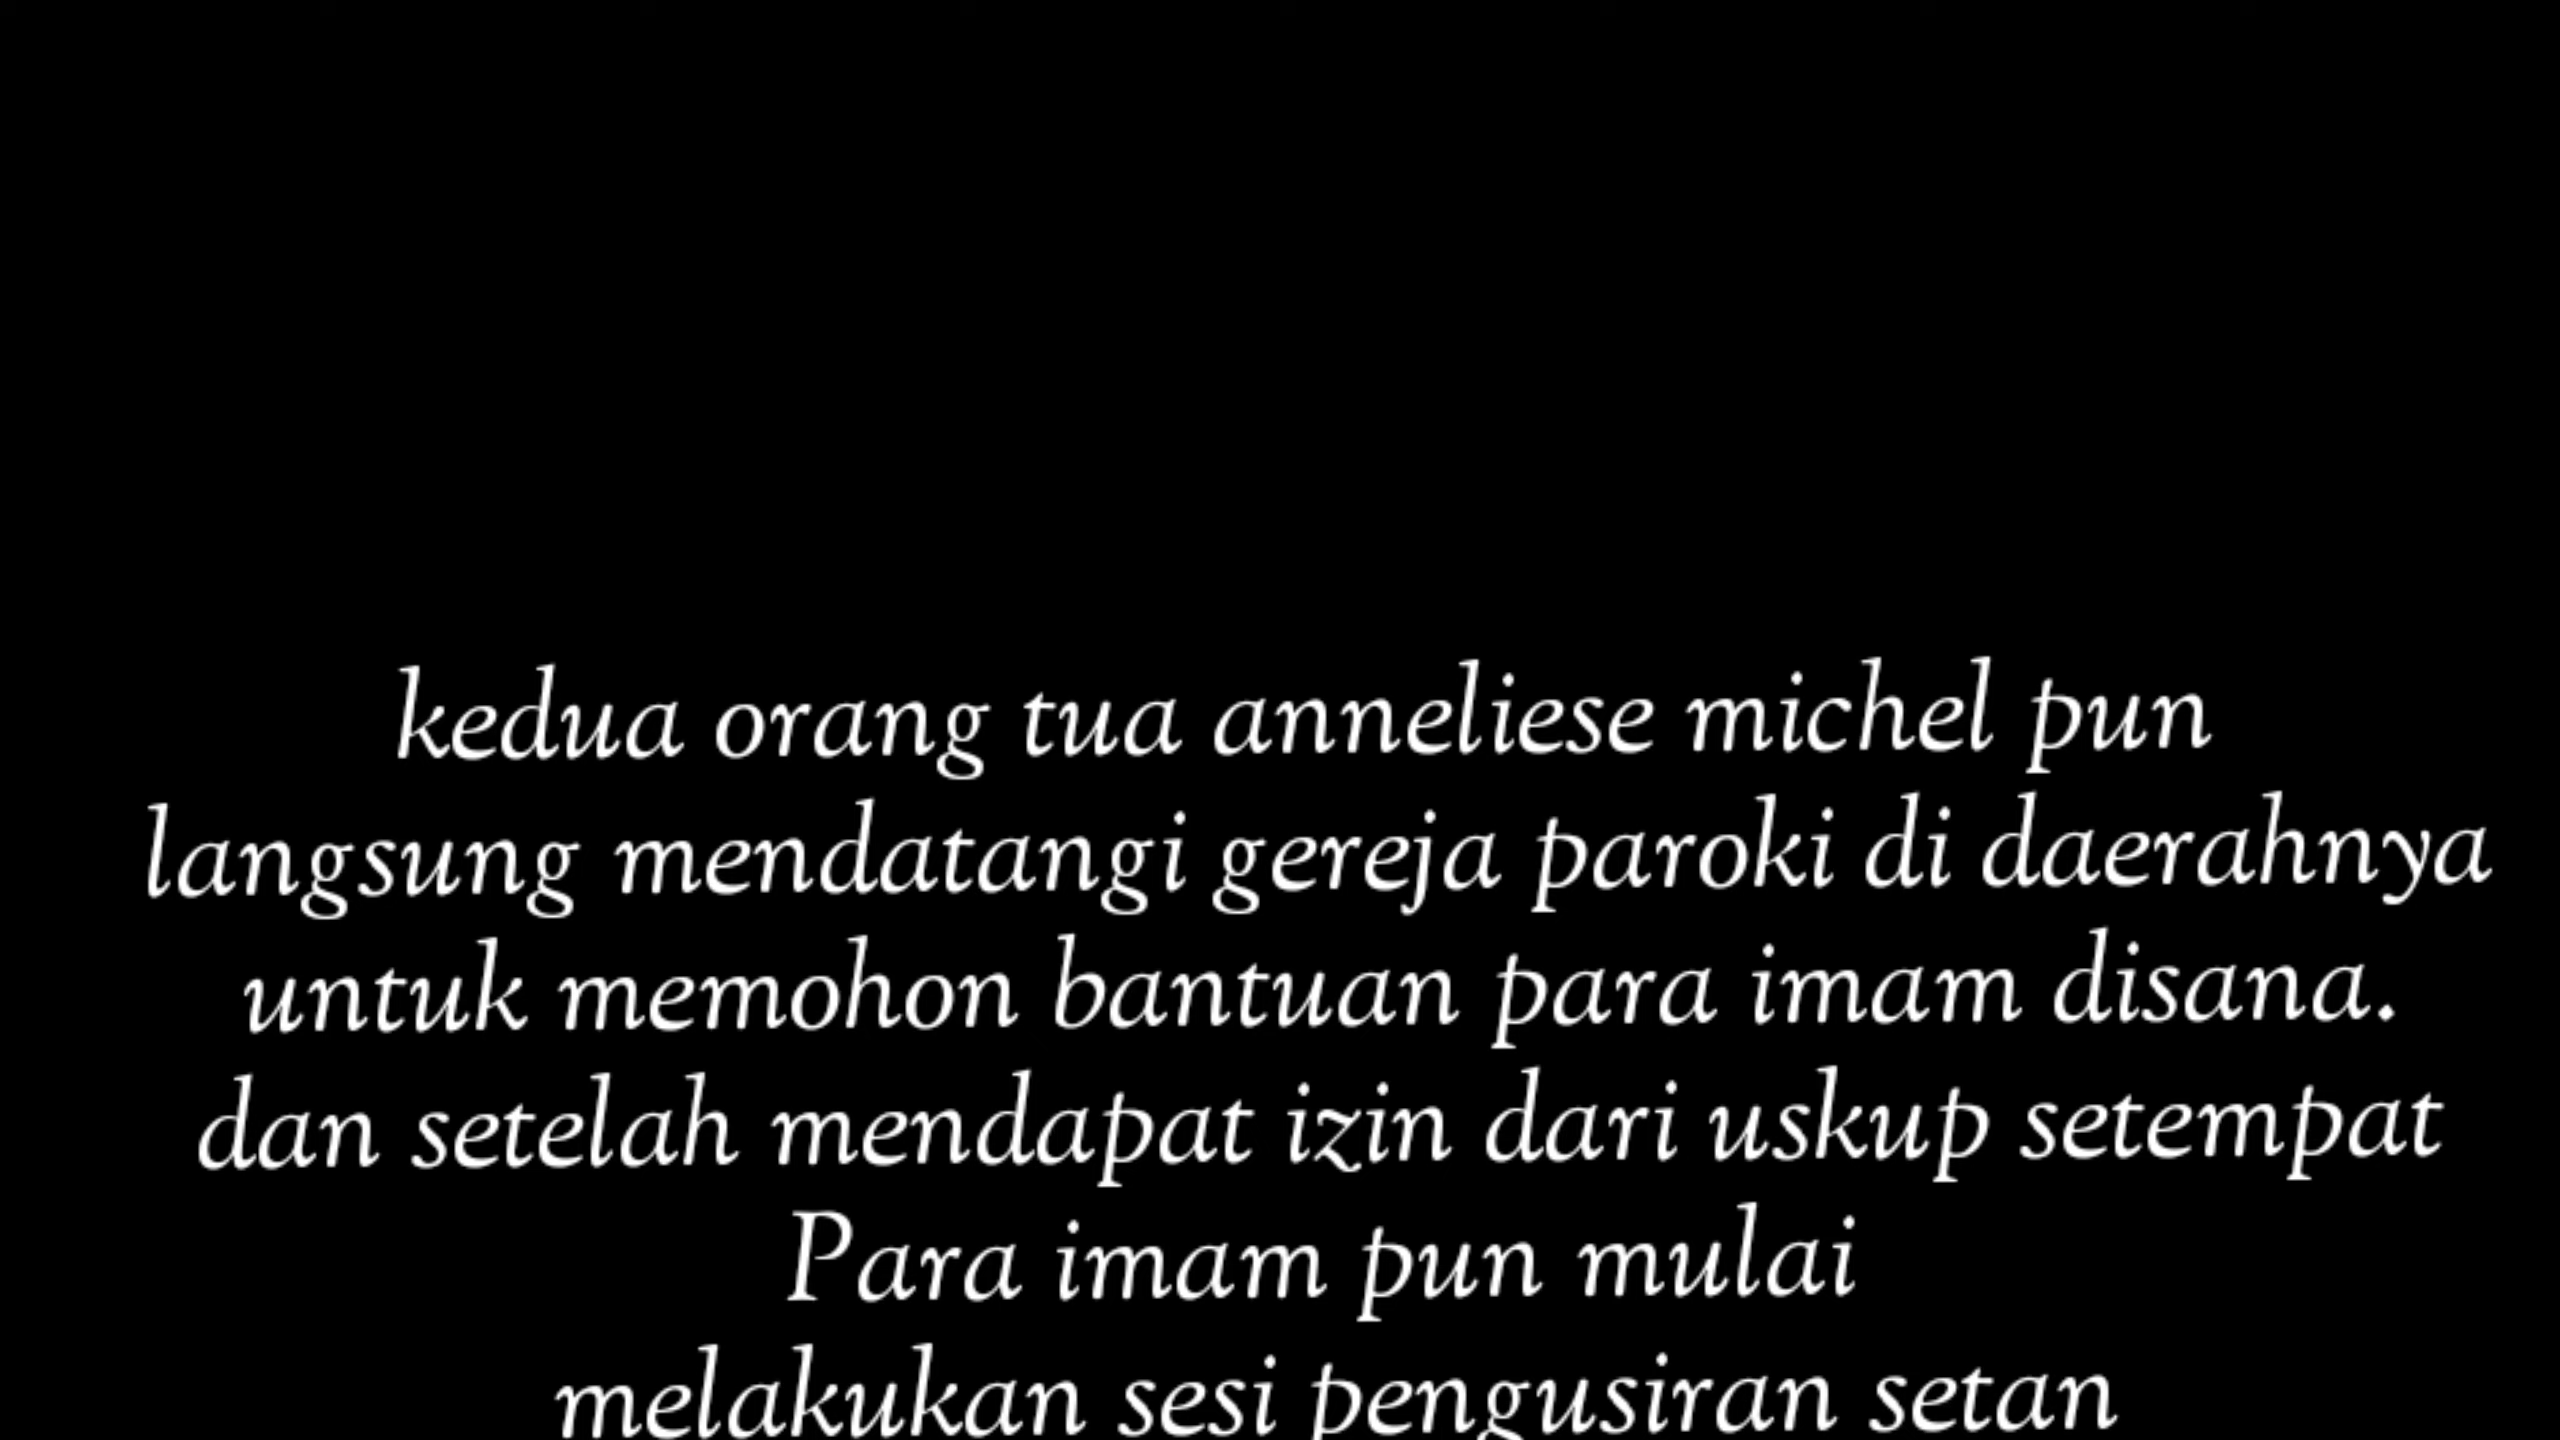 kedua orang tua anneliese michel pun
langsung mendatangi gereja paroki di daerahnya
untuk memohon bantuan para imam disana.
dan setelah mendapat izin dari uskup setempat
Para imam pun mulai
melakukan sesi pengusiran setan